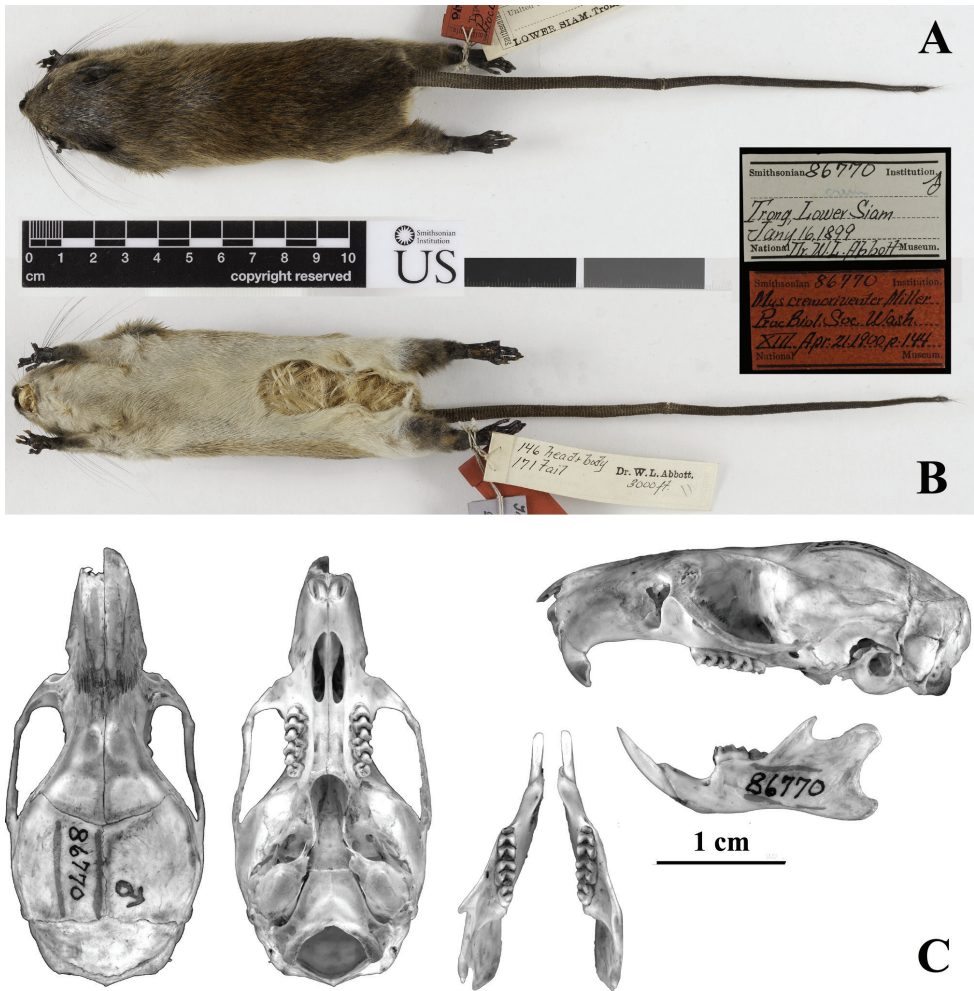 United
LOWER SIAM. Tron
A
Smithsonian 86770 Institution.
Trong, Lower Siam
Jany 16, 1899
National Dr. W.L. Abbott Museum.
0 1 2 3 4 5 6 7 8 9 10
cm copyright reserved
Smithsonian
Institution
US
Smithsonian 86770 Institution.
Mus cremoriventer Miller
Proc Biol. Soc. Wash
XIII. Apr. 21. 1900 p. 144
National Museum.
146 head & body
171 tail Dr. W. L. Abbott.
3000 ft.
B
86770
86770
86770
♂
1 cm
C